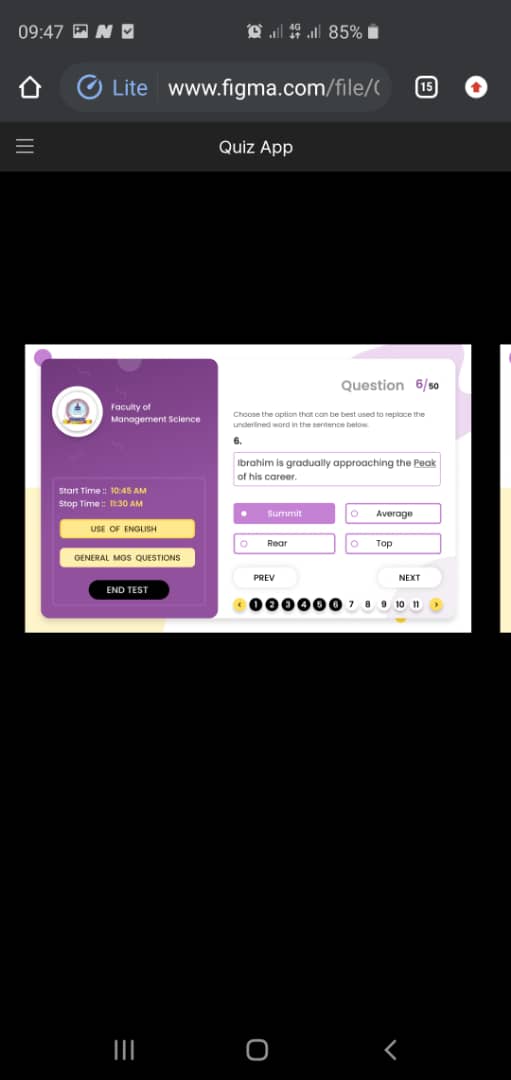 09:47
4G
85%
Lite
www.figma.com/file/(
15
Quiz App
Faculty of
Management Science
Start Time :: 10:45 AM
Stop Time :: 11:30 AM
USE OF ENGLISH
GENERAL MGS QUESTIONS
END TEST
Question 6/50
Choose the option that can be best used to replace the
underlined word in the sentence below.
6.
Ibrahim is gradually approaching the Peak
of his career.
Summit
Average
Rear
Top
PREV
NEXT
1 2 3 4 5 6 7 8 9 10 11